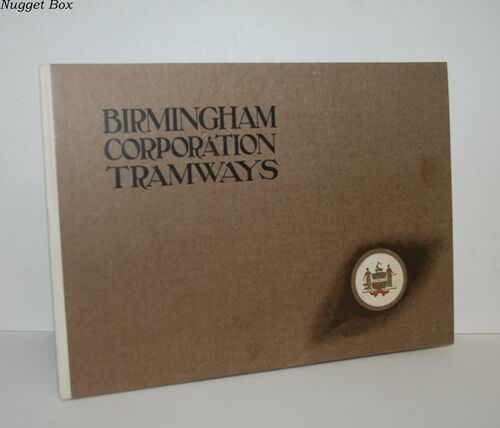 Nugget Box
BIRMINGHAM
CORPORATION
TRAMWAYS